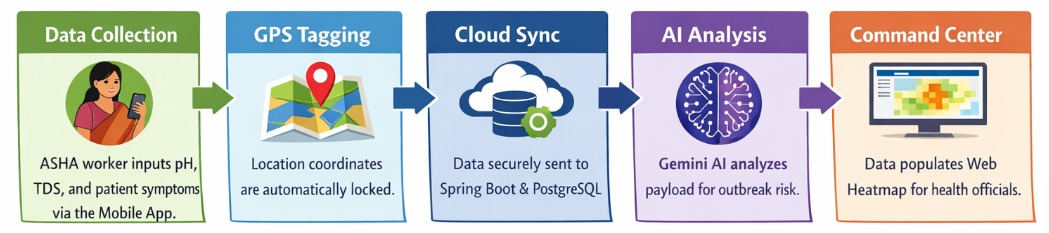 Data Collection
ASHA worker inputs pH,
TDS, and patient symptoms
via the Mobile App.
GPS Tagging
Location coordinates
are automatically locked.
Cloud Sync
Data securely sent to
Spring Boot & PostgreSQL
AI Analysis
Gemini AI analyzes
payload for outbreak risk.
Command Center
Data populates Web
Heatmap for health officials.